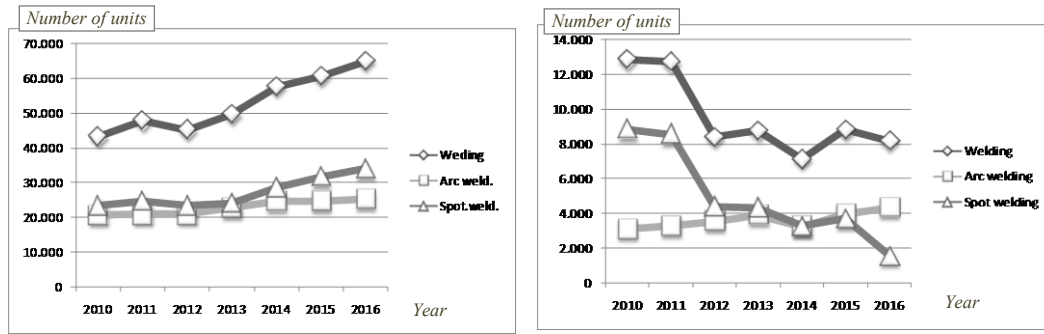 Number of units
70.000
60.000
50.000
40.000
30.000
20.000
10.000
0
2010 2011 2012 2013 2014 2015 2016
Year
Weding
Arc weld.
Spot.weld.
Number of units
14.000
12.000
10.000
8.000
6.000
4.000
2.000
0
2010 2011 2012 2013 2014 2015 2016
Year
Welding
Arc welding
Spot welding